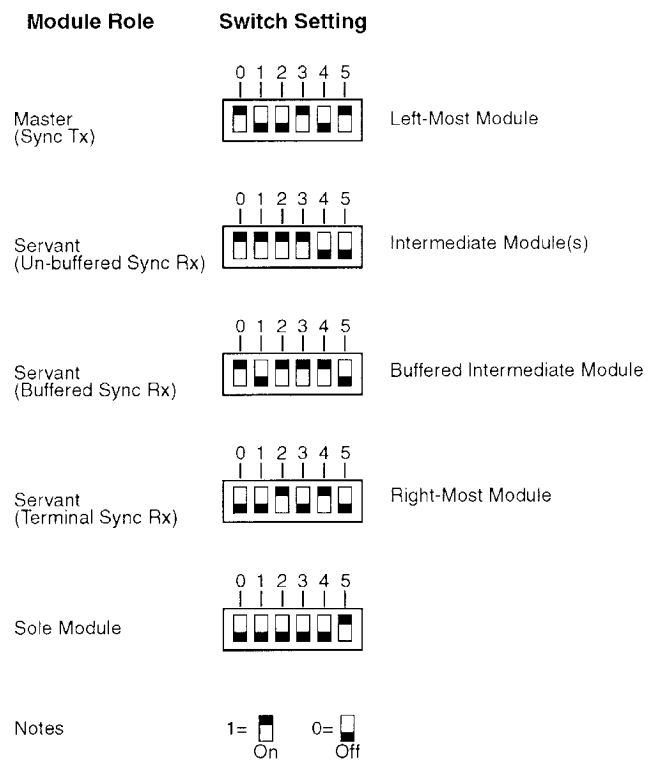 Module Role Switch Setting
0 1 2 3 4 5
Master
(Sync Tx)
Left-Most Module
0 1 2 3 4 5
Servant
(Un-buffered Sync Rx)
Intermediate Module(s)
0 1 2 3 4 5
Servant
(Buffered Sync Rx)
Buffered Intermediate Module
0 1 2 3 4 5
Servant
(Terminal Sync Rx)
Right-Most Module
0 1 2 3 4 5
Sole Module
Notes
1=
On
0=
Off